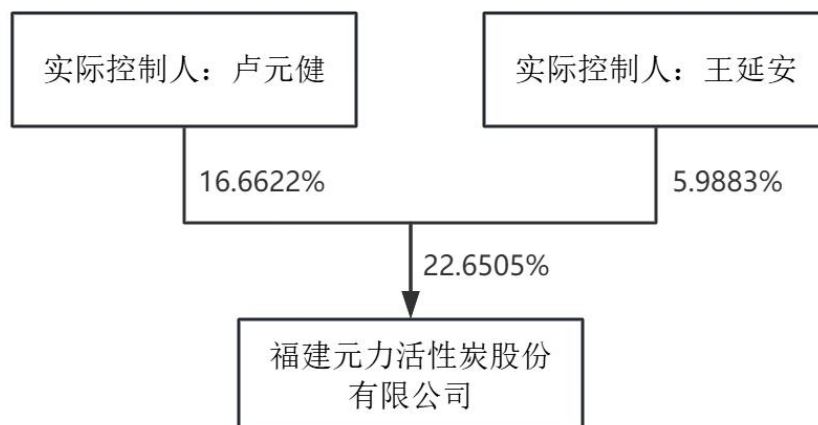 实际控制人：卢元健
实际控制人：王延安
16.6622%
5.9883%
22.6505%
福建元力活性炭股份
有限公司